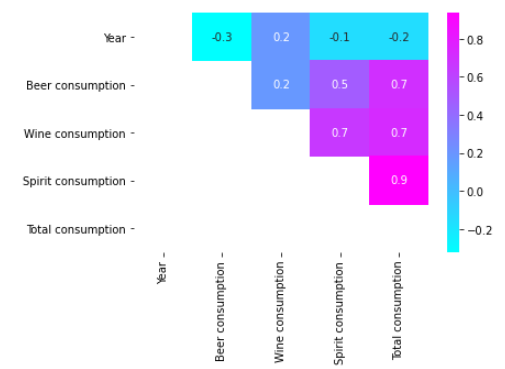 Year
-0.3 0.2 -0.1 -0.2
Beer consumption
0.2 0.5 0.7
Wine consumption
0.7 0.7
Spirit consumption
0.9
Total consumption
Year
Beer consumption
Wine consumption
Spirit consumption
Total consumption
0.8
0.6
0.4
0.2
0.0
−0.2